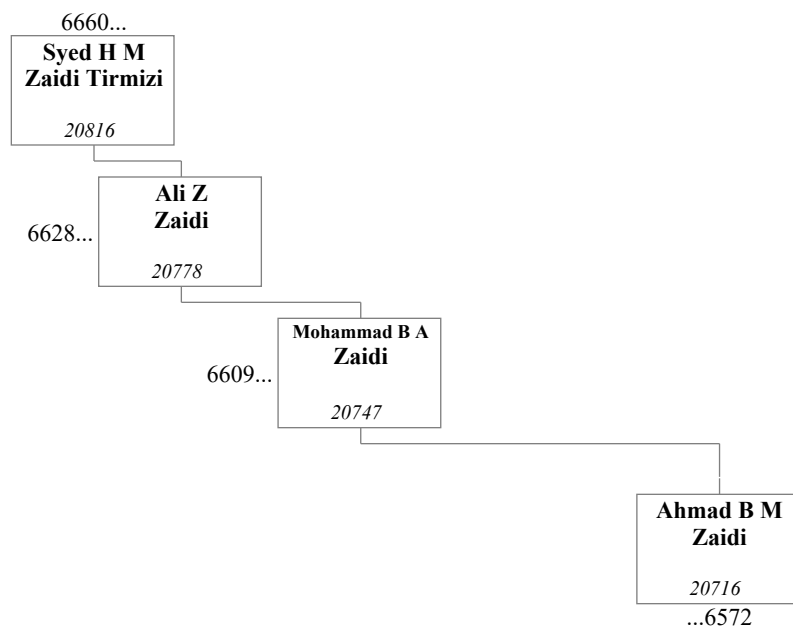 6660...
Syed H M
Zaidi Tirmizi
20816
Ali Z
Zaidi
6628...
20778
Mohammad B A
Zaidi
6609...
20747
Ahmad B M
Zaidi
20716
...6572